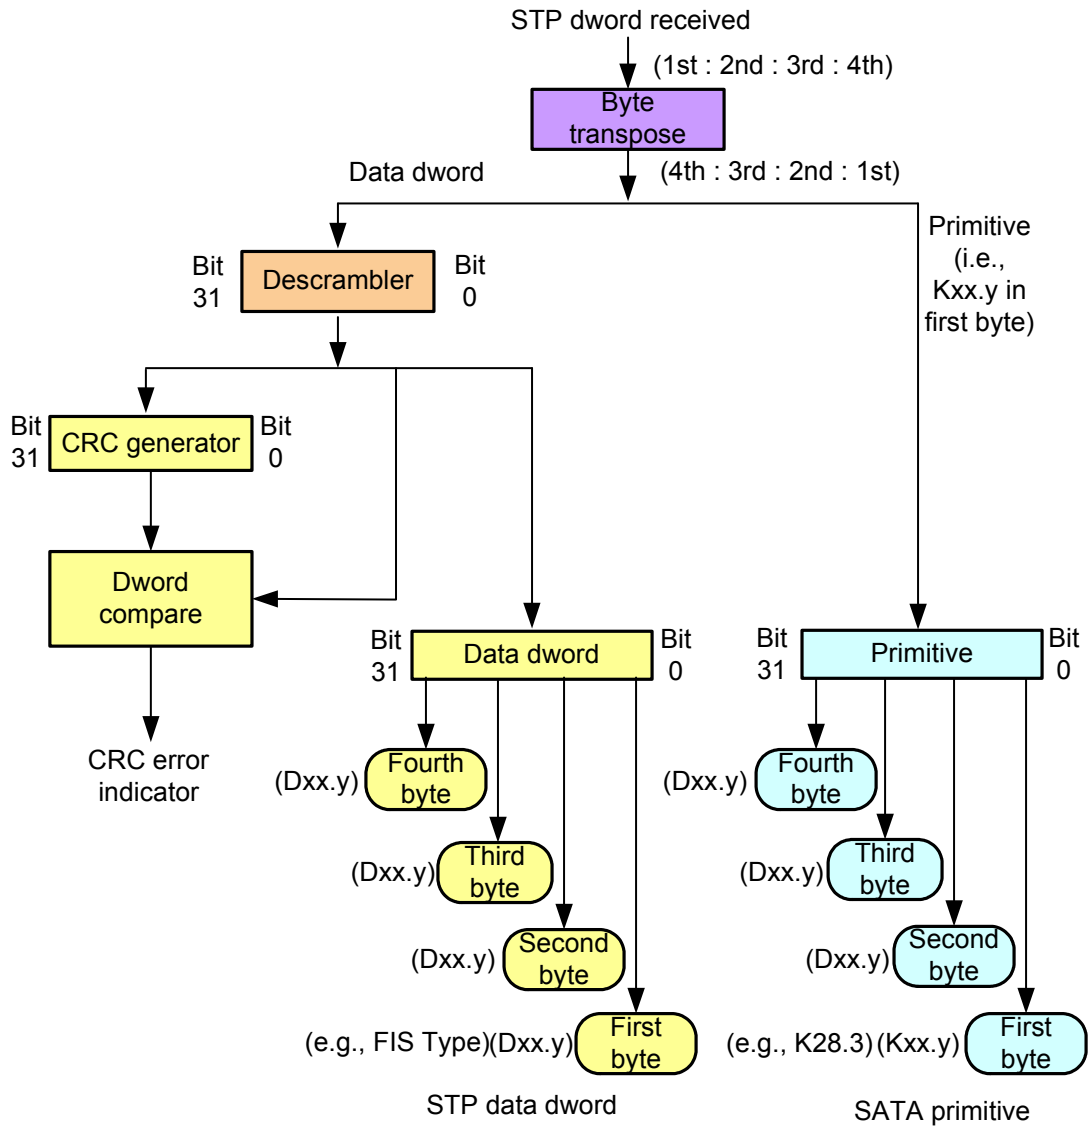 STP dword received
(1st : 2nd : 3rd : 4th)
Byte
transpose
(4th : 3rd : 2nd : 1st)
Data dword
Primitive
(i.e.,
Kxx.y in
first byte)
Bit
31
Descrambler
Bit
0
Bit
31
CRC generator
Bit
0
Dword
compare
CRC error
indicator
Bit
31
Data dword
Bit
0
Bit
31
Primitive
Bit
0
(Dxx.y)
Fourth
byte
(Dxx.y)
Third
byte
(Dxx.y)
Second
byte
(e.g., FIS Type)(Dxx.y)
First
byte
STP data dword
(Dxx.y)
Fourth
byte
(Dxx.y)
Third
byte
(Dxx.y)
Second
byte
(e.g., K28.3)(Kxx.y)
First
byte
SATA primitive